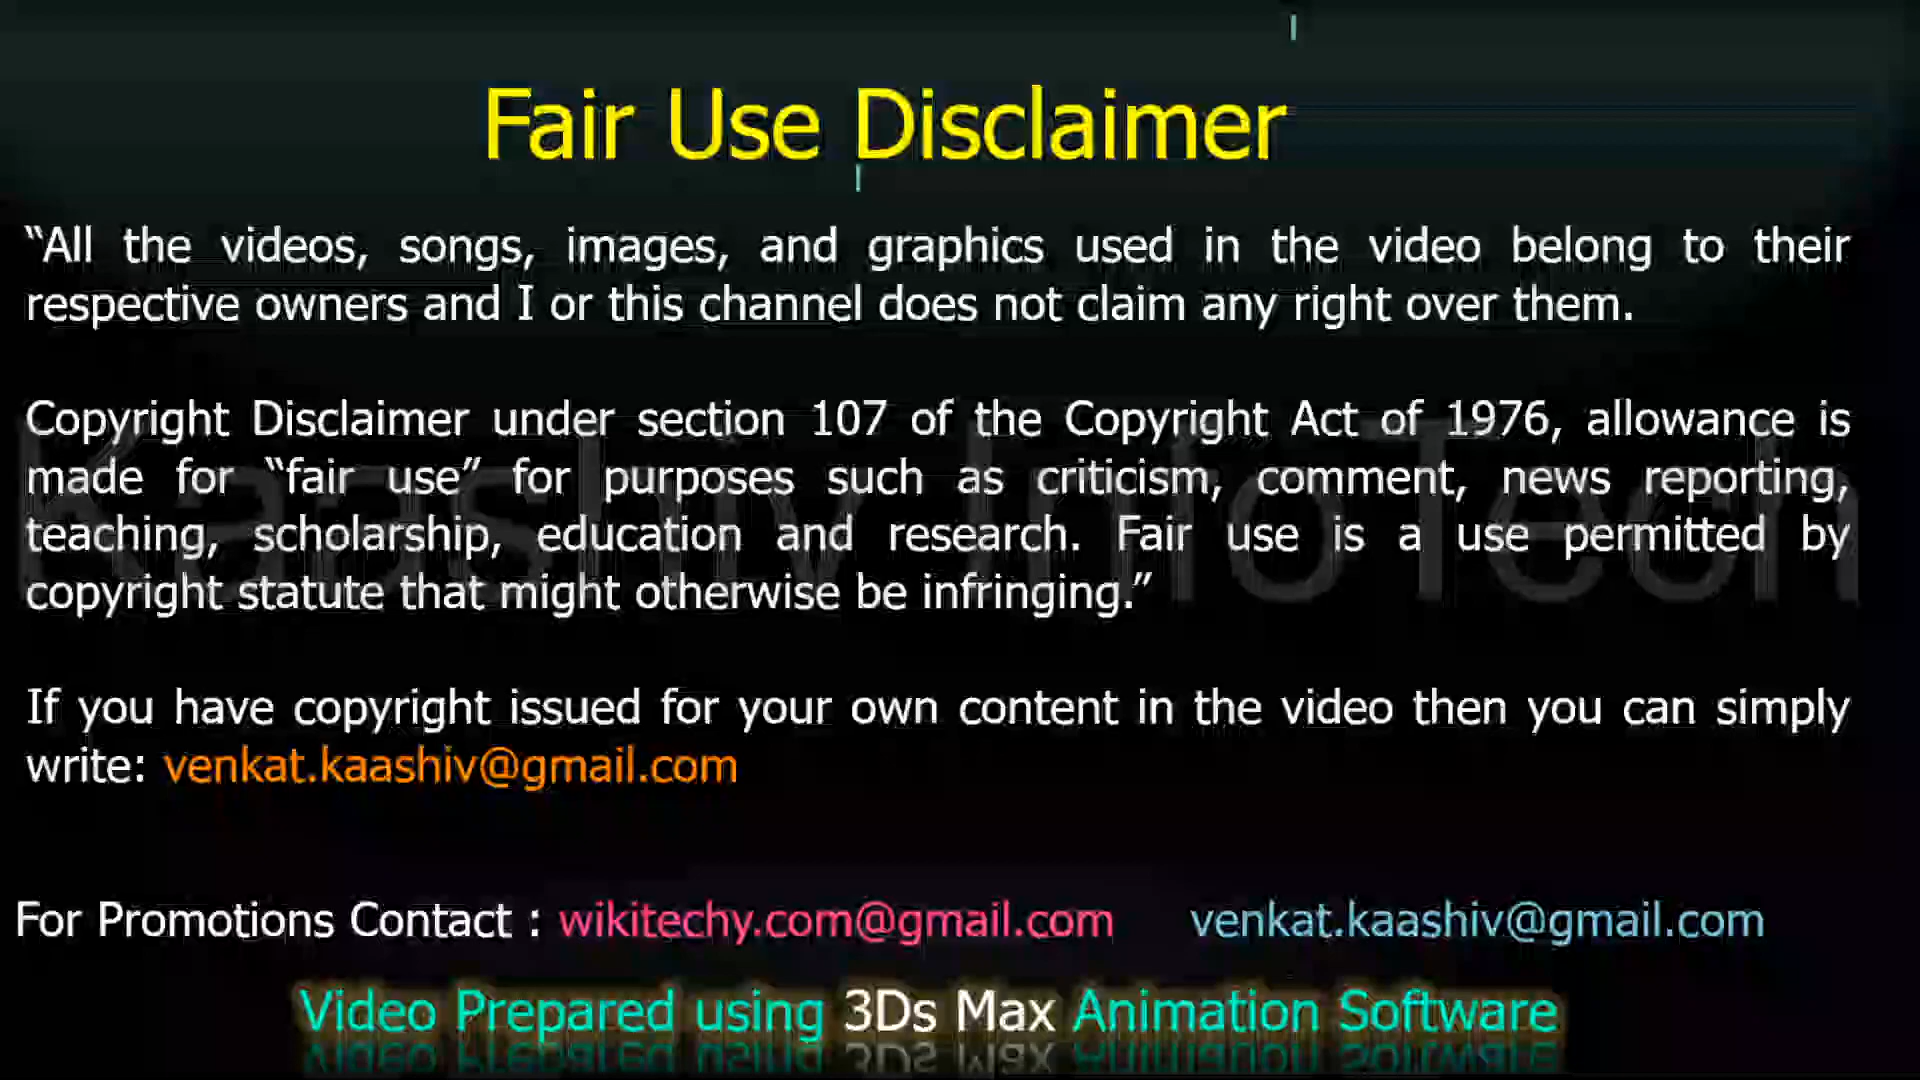 Fair Use Disclaimer
“All the videos, songs, images, and graphics used in the video belong to their
respective owners and I or this channel does not claim any right over them.
Copyright Disclaimer under section 107 of the Copyright Act of 1976, allowance is
made for “fair use” for purposes such as criticism, comment, news reporting,
teaching, scholarship, education and research. Fair use is a use permitted by
copyright statute that might otherwise be infringing.”
Kaashiv InfoTech
If you have copyright issued for your own content in the video then you can simply
write: venkat.kaashiv@gmail.com
For Promotions Contact : wikitechy.com@gmail.com venkat.kaashiv@gmail.com
Video Prepared using 3Ds Max Animation Software